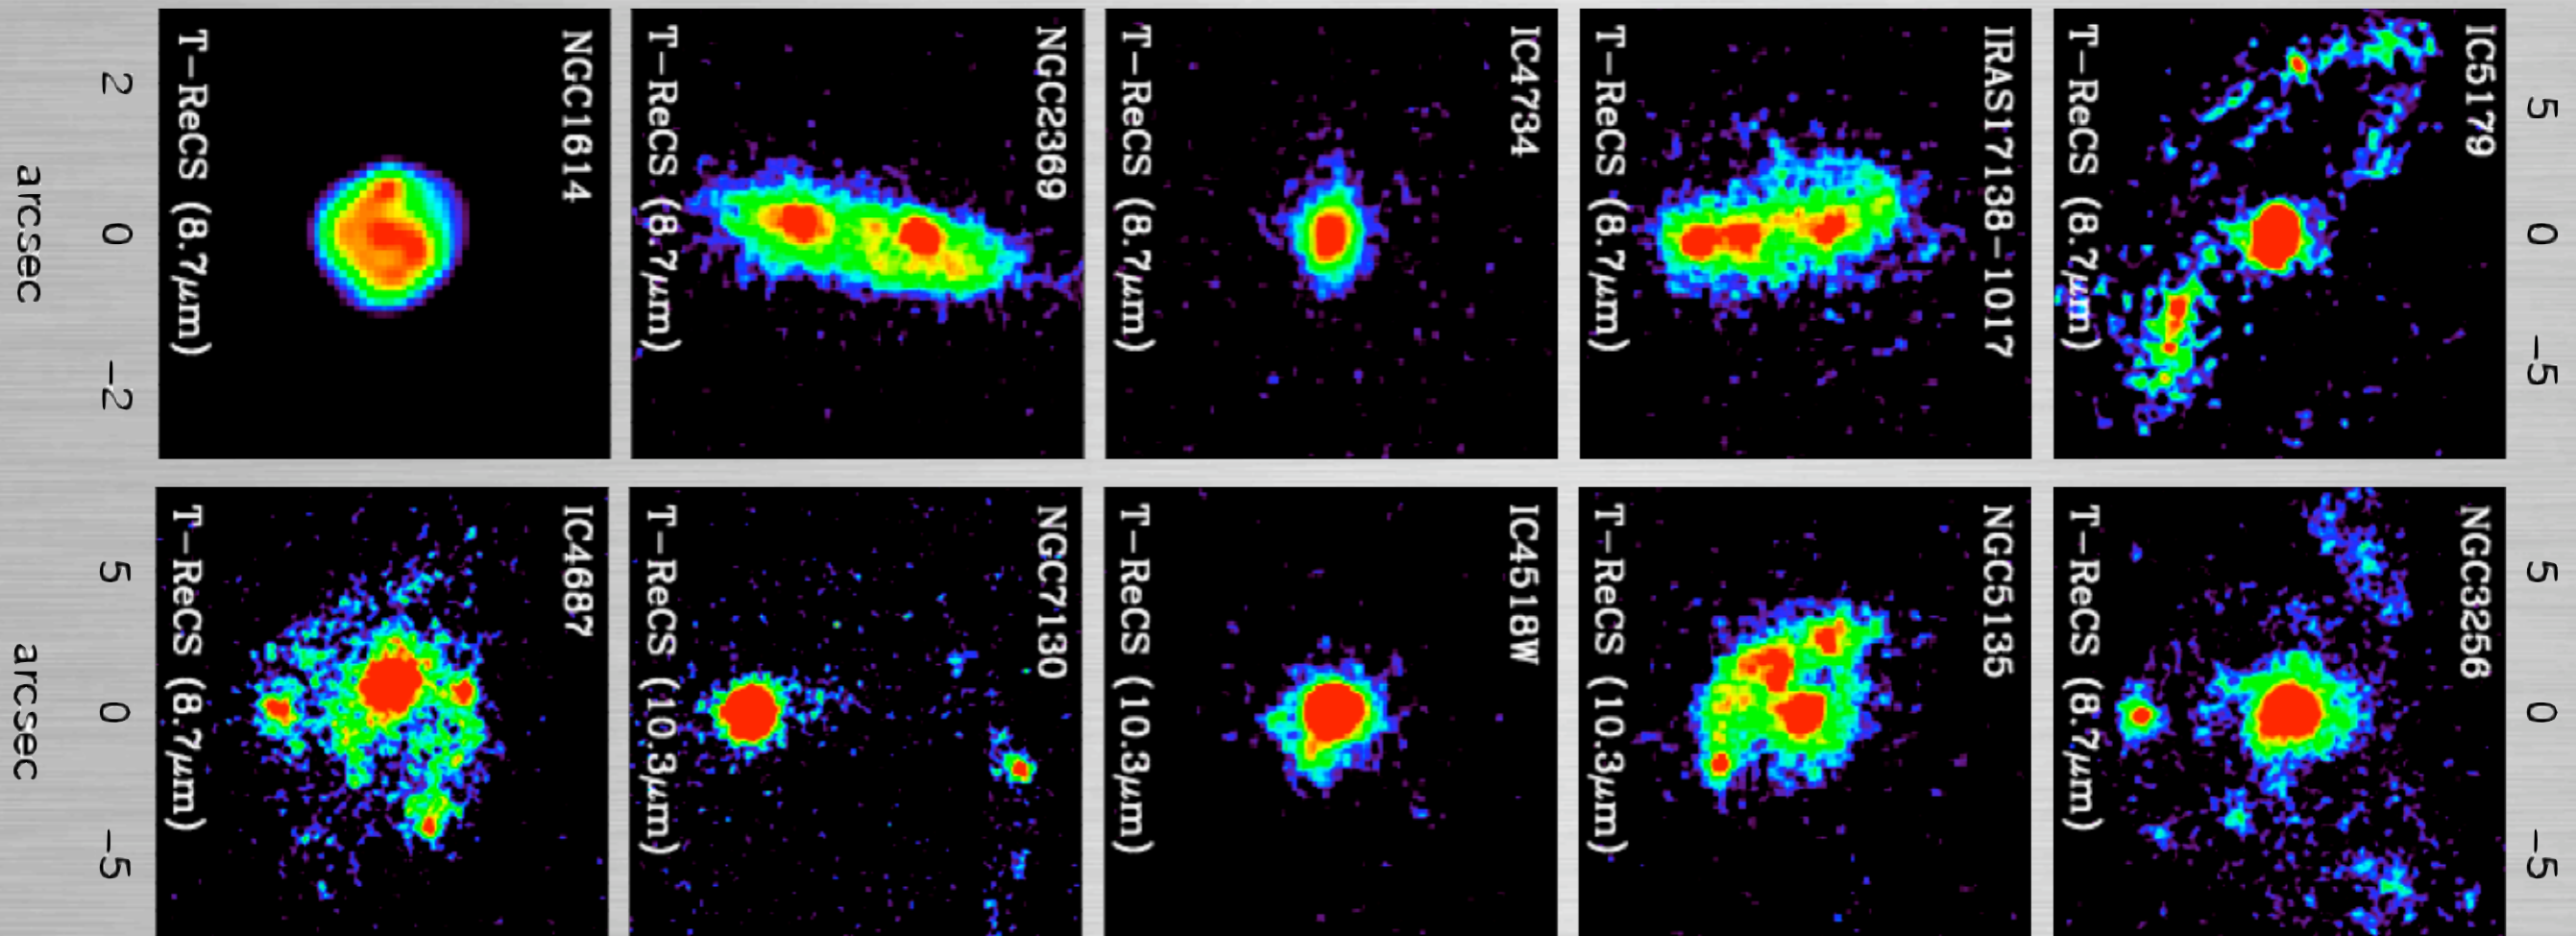 5 0 −5 5 0 −5
IC5179
T−ReCS (8.7μm)
NGC3256
T−ReCS (8.7μm)
IRAS17138−1017
T−ReCS (8.7μm)
NGC5135
T−ReCS (10.3μm)
IC4734
T−ReCS (8.7μm)
IC4518W
T−ReCS (10.3μm)
NGC2369
T−ReCS (8.7μm)
NGC7130
T−ReCS (10.3μm)
NGC1614
T−ReCS (8.7μm)
IC4687
T−ReCS (8.7μm)
2 0 −2 5 0 −5
arcsec arcsec